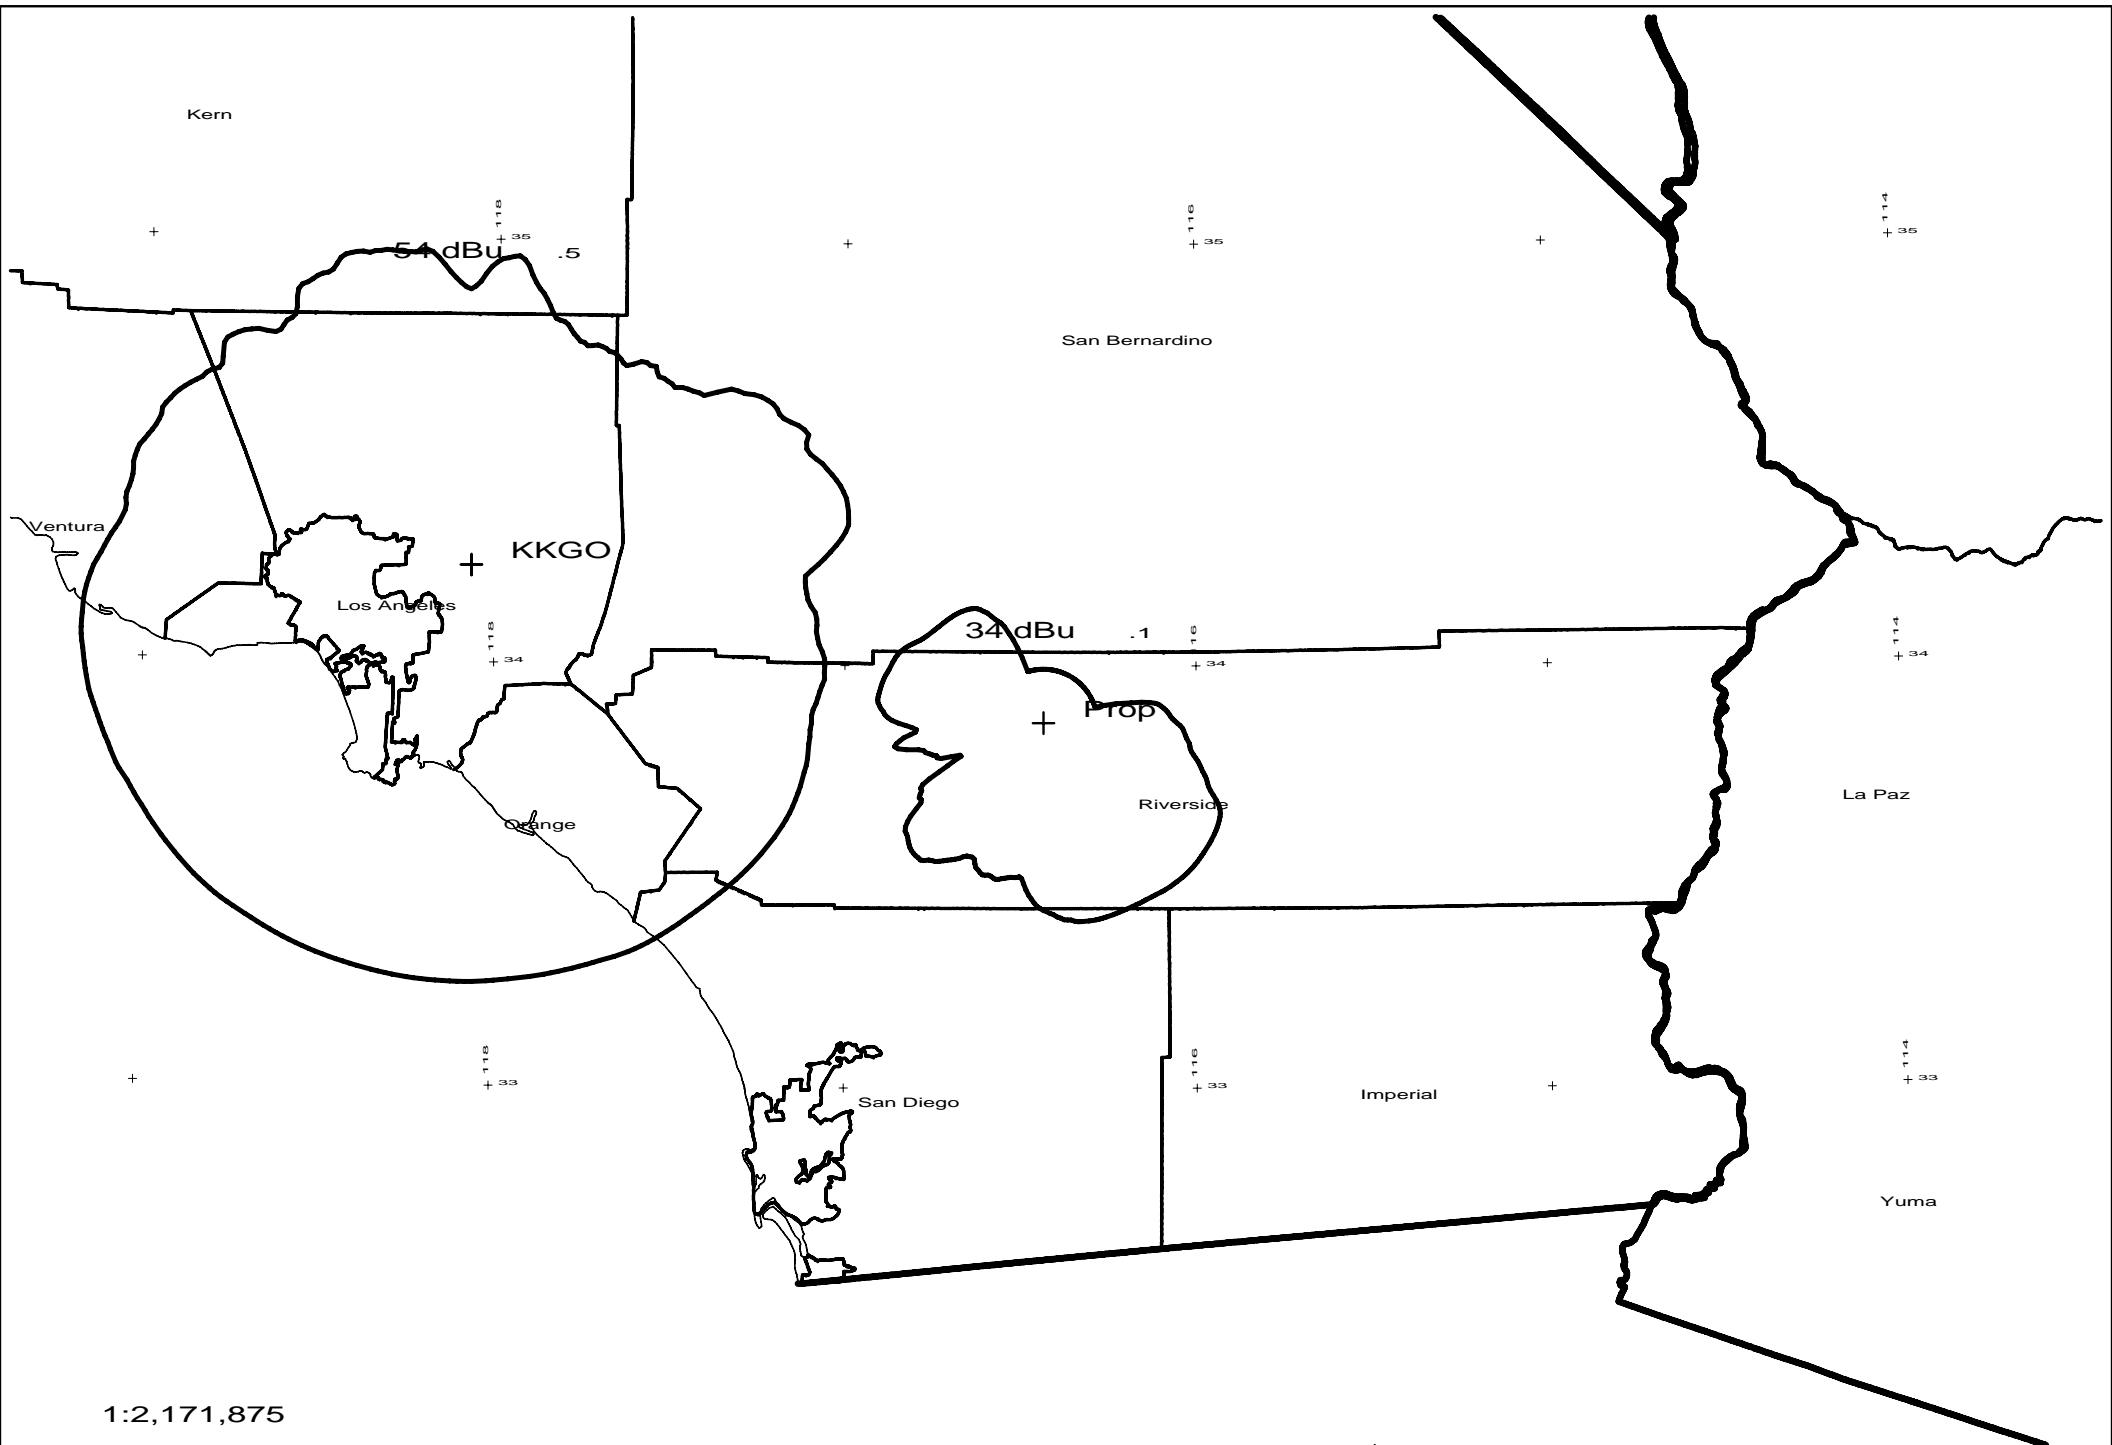 Kern
118
35
116
35
114
35
54 dBu .5
San Bernardino
Ventura
KKGO
Los Angeles
118
34
34 dBu .1
116
34
114
34
Prop
Riverside
La Paz
Orange
118
33
116
33
114
33
San Diego
Imperial
Yuma
1:2,171,875